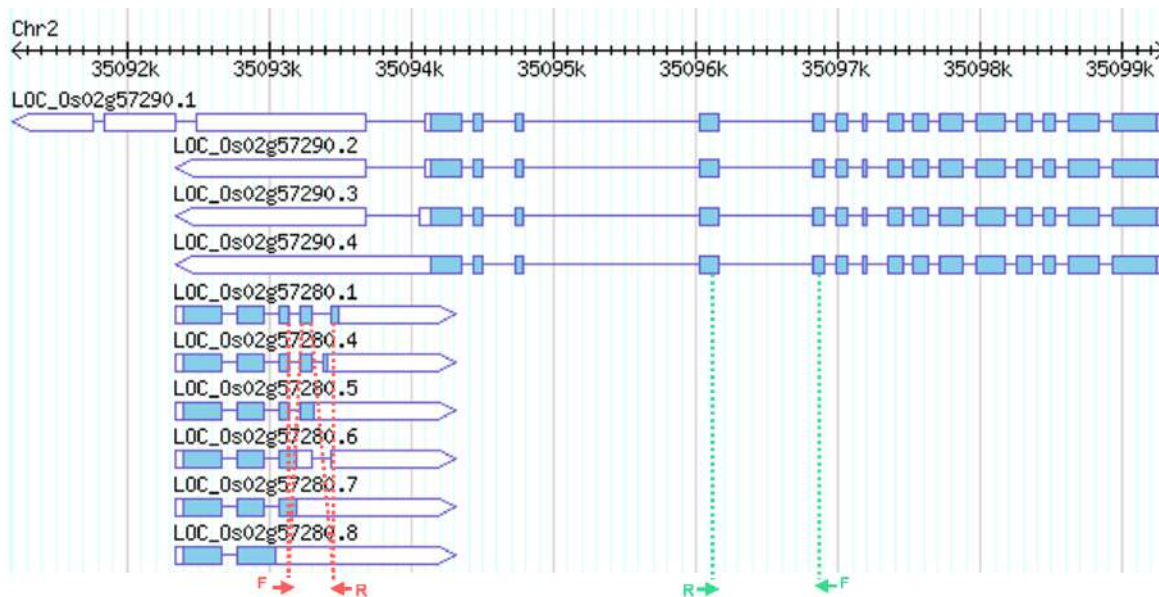 Chr2
35092k 35093k 35094k 35095k 35096k 35097k 35098k 35099k
LOC_Os02g57290.1
LOC_Os02g57290.2
LOC_Os02g57290.3
LOC_Os02g57290.4
LOC_Os02g57280.1
LOC_Os02g57280.4
LOC_Os02g57280.5
LOC_Os02g57280.6
LOC_Os02g57280.7
LOC_Os02g57280.8
F R R F